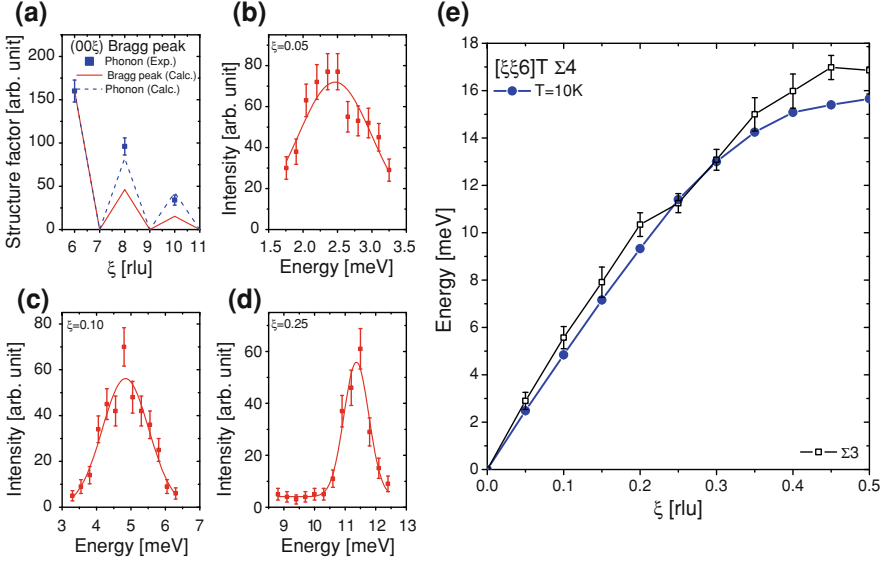 (a)
(00ξ) Bragg peak
Phonon (Exp.)
Bragg peak (Calc.)
Phonon (Calc.)
Structure factor [arb. unit]
225
200
150
100
50
0
6 7 8 9 10 11
ξ [rlu]
(b)
ξ=0.05
Intensity [arb. unit]
100
80
60
40
20
0
1.5 2.0 2.5 3.0 3.5
Energy [meV]
(c)
ξ=0.10
Intensity [arb. unit]
80
60
40
20
0
3 4 5 6 7
Energy [meV]
(d)
ξ=0.25
Intensity [arb. unit]
80
60
40
20
0
9 10 11 12 13
Energy [meV]
(e)
[ξξ6]T Σ4
T=10K
Energy [meV]
18
16
14
12
10
8
6
4
2
0
0.0 0.1 0.2 0.3 0.4 0.5
ξ [rlu]
Σ3